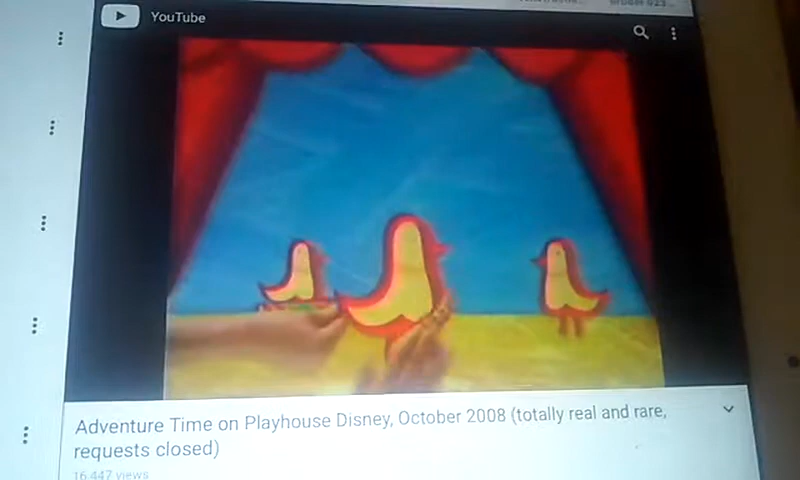 YouTube
Adventure Time on Playhouse Disney, October 2008 (totally real and rare,
requests closed)
16,447 views